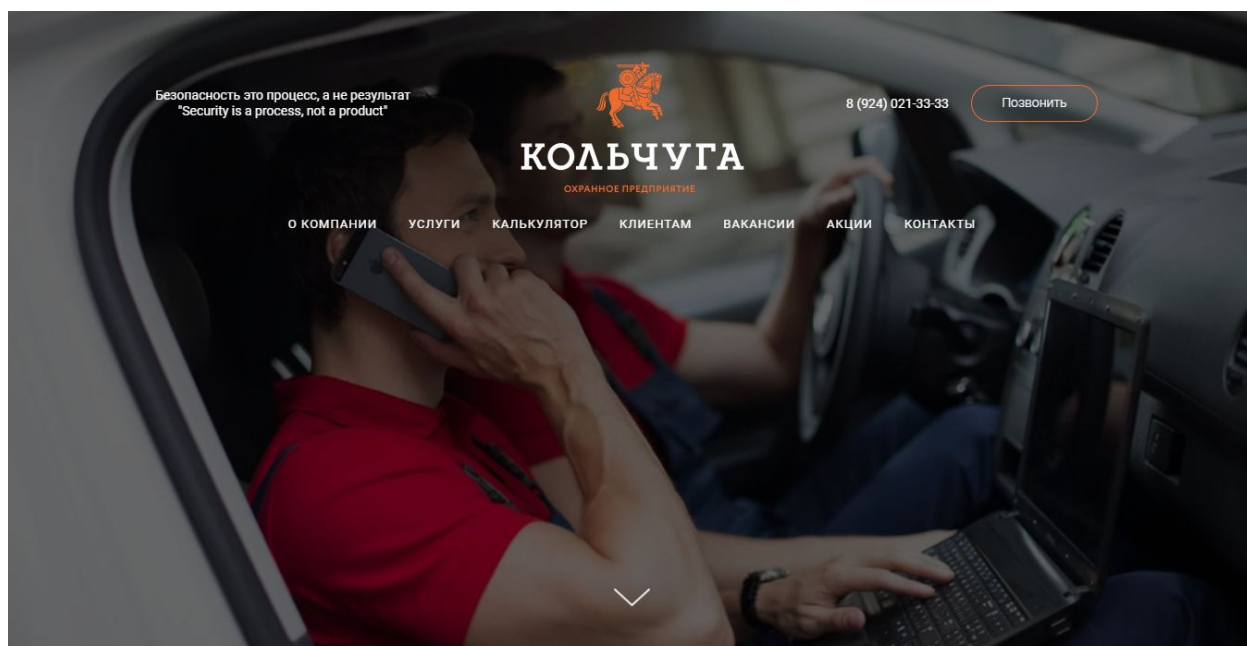 Безопасность это процесс, а не результат
"Security is a process, not a product"
8 (924) 021-33-33
Позвонить
КОЛЬЧУГА
ОХРАННОЕ ПРЕДПРИЯТИЕ
О КОМПАНИИ УСЛУГИ КАЛЬКУЛЯТОР КЛИЕНТАМ ВАКАНСИИ АКЦИИ КОНТАКТЫ